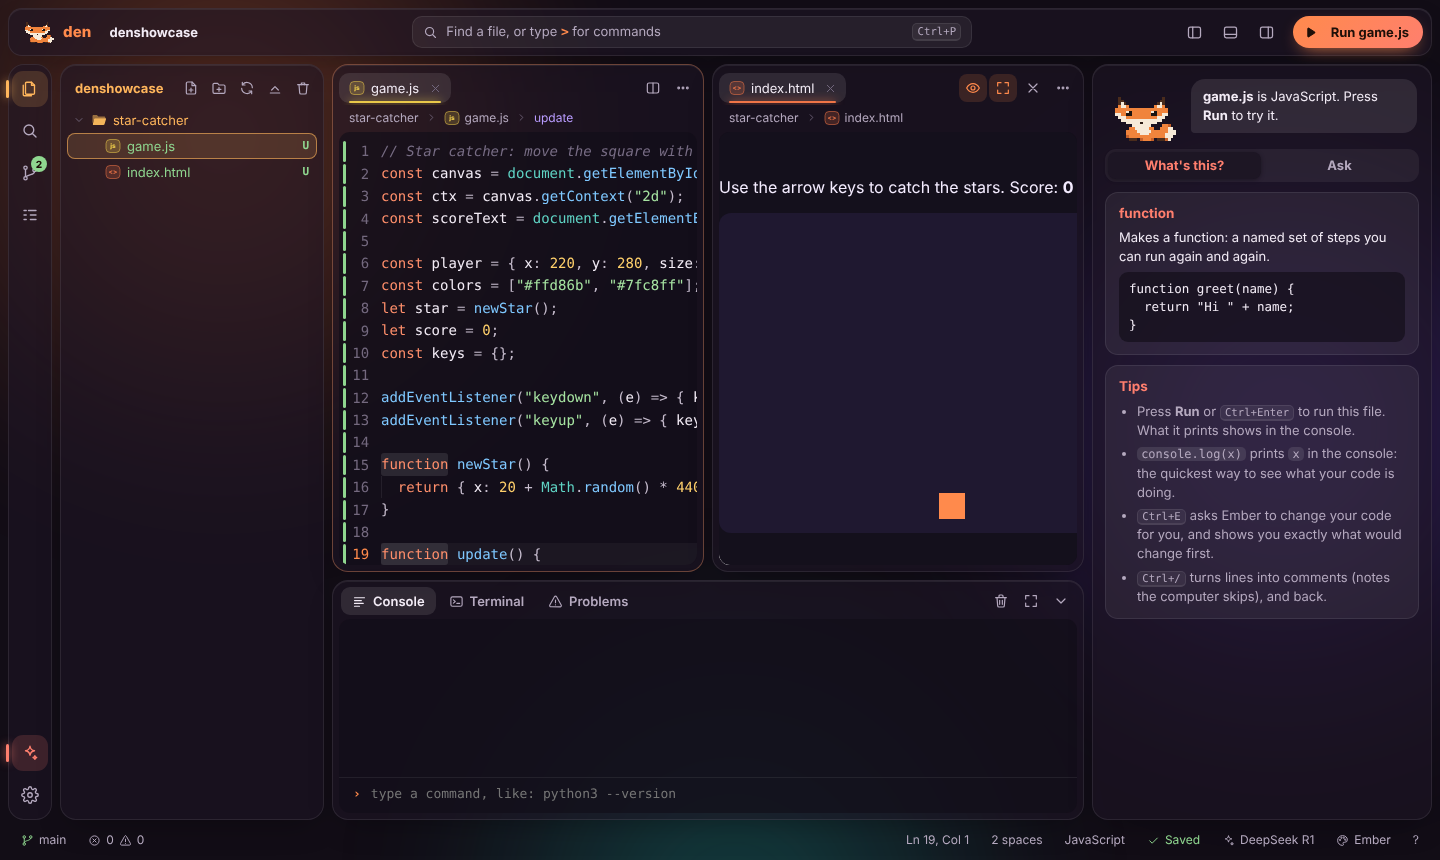 den denshowcase
Find a file, or type > for commands Ctrl+P
Run game.js
denshowcase
star-catcher
game.js U
index.html U
2
game.js
star-catcher game.js update
1 // Star catcher: move the square with
2 const canvas = document.getElementById
3 const ctx = canvas.getContext("2d");
4 const scoreText = document.getElementB
5
6 const player = { x: 220, y: 280, size:
7 const colors = ["#ffd86b", "#7fc8ff"];
8 let star = newStar();
9 let score = 0;
10 const keys = {};
11
12 addEventListener("keydown", (e) => { k
13 addEventListener("keyup", (e) => { key
14
15 function newStar() {
16 return { x: 20 + Math.random() * 440
17 }
18
19 function update() {
index.html
star-catcher index.html
Use the arrow keys to catch the stars. Score: 0
Console Terminal Problems
› type a command, like: python3 --version
game.js is JavaScript. Press
Run to try it.
What's this? Ask
function
Makes a function: a named set of steps you
can run again and again.
function greet(name) {
return "Hi " + name;
}
Tips
• Press Run or Ctrl+Enter to run this file.
What it prints shows in the console.
• console.log(x) prints x in the console:
the quickest way to see what your code is
doing.
• Ctrl+E asks Ember to change your code
for you, and shows you exactly what would
change first.
• Ctrl+/ turns lines into comments (notes
the computer skips), and back.
main 0 0
Ln 19, Col 1 2 spaces JavaScript Saved DeepSeek R1 Ember ?